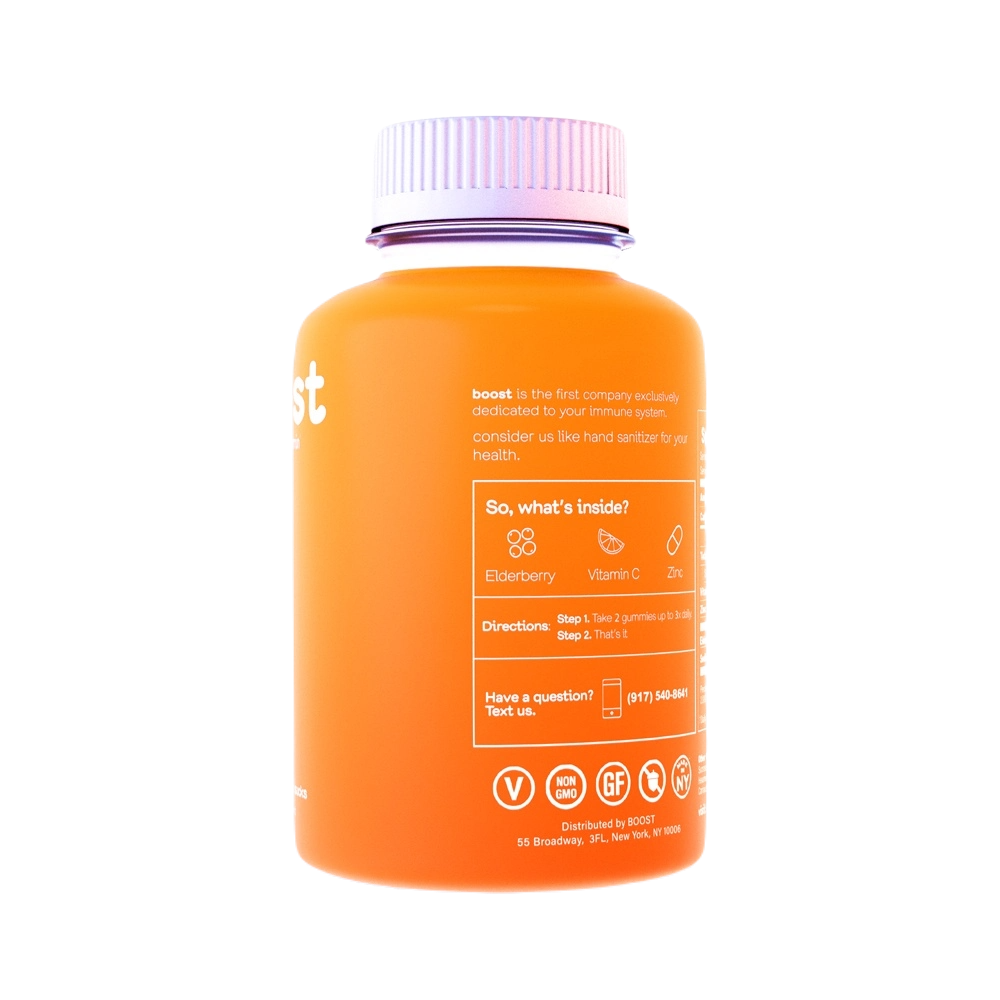 st
boost is the first company exclusively
dedicated to your immune system.
consider us like hand sanitizer for your
health.
So, what's inside?
Elderberry
Vitamin C
Zinc
Directions:
Step 1. Take 2 gummies up to 3x daily
Step 2. That's it
Have a question?
Text us.
(917) 540-8641
V
NON
GMO
GF
MADE IN
NY
Distributed by BOOST
55 Broadway, 3FL, New York, NY 10006